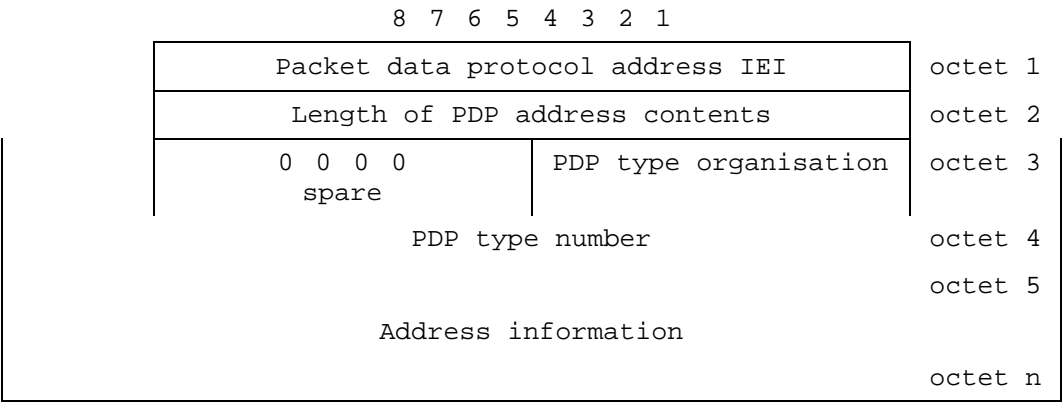 8 7 6 5 4 3 2 1
Packet data protocol address IEI octet 1
Length of PDP address contents octet 2
0 0 0 0 PDP type organisation octet 3
spare
PDP type number octet 4
octet 5
Address information
octet n